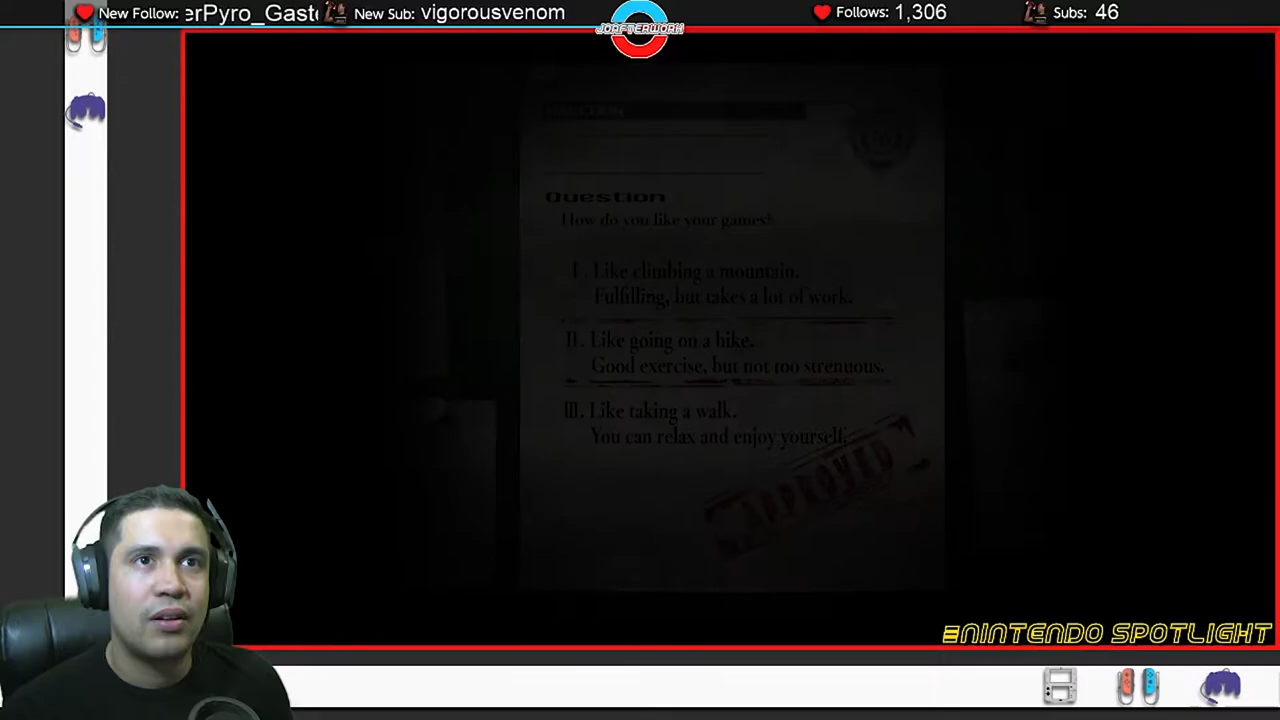 New Follow: erPyro_Gast
New Sub: vigorousvenom
Follows: 1,306
Subs: 46
JOAFTERWORK
Question
How do you like your games?
I. Like climbing a mountain.
Fulfilling, but takes a lot of work.
II. Like going on a hike.
Good exercise, but not too strenuous.
III. Like taking a walk.
You can relax and enjoy yourself.
APPROVED
NINTENDO SPOTLIGHT